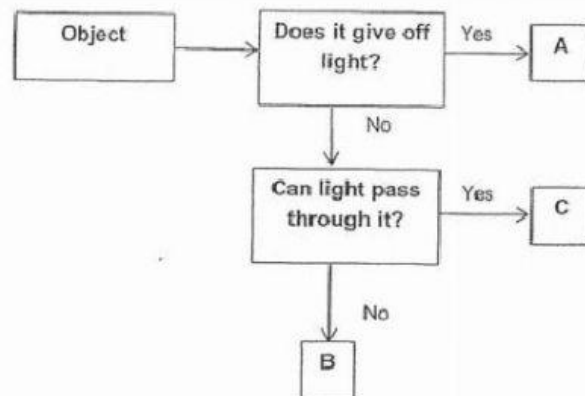 Object
Does it give off
light?
Yes
A
No
Can light pass
through it?
Yes
C
No
B